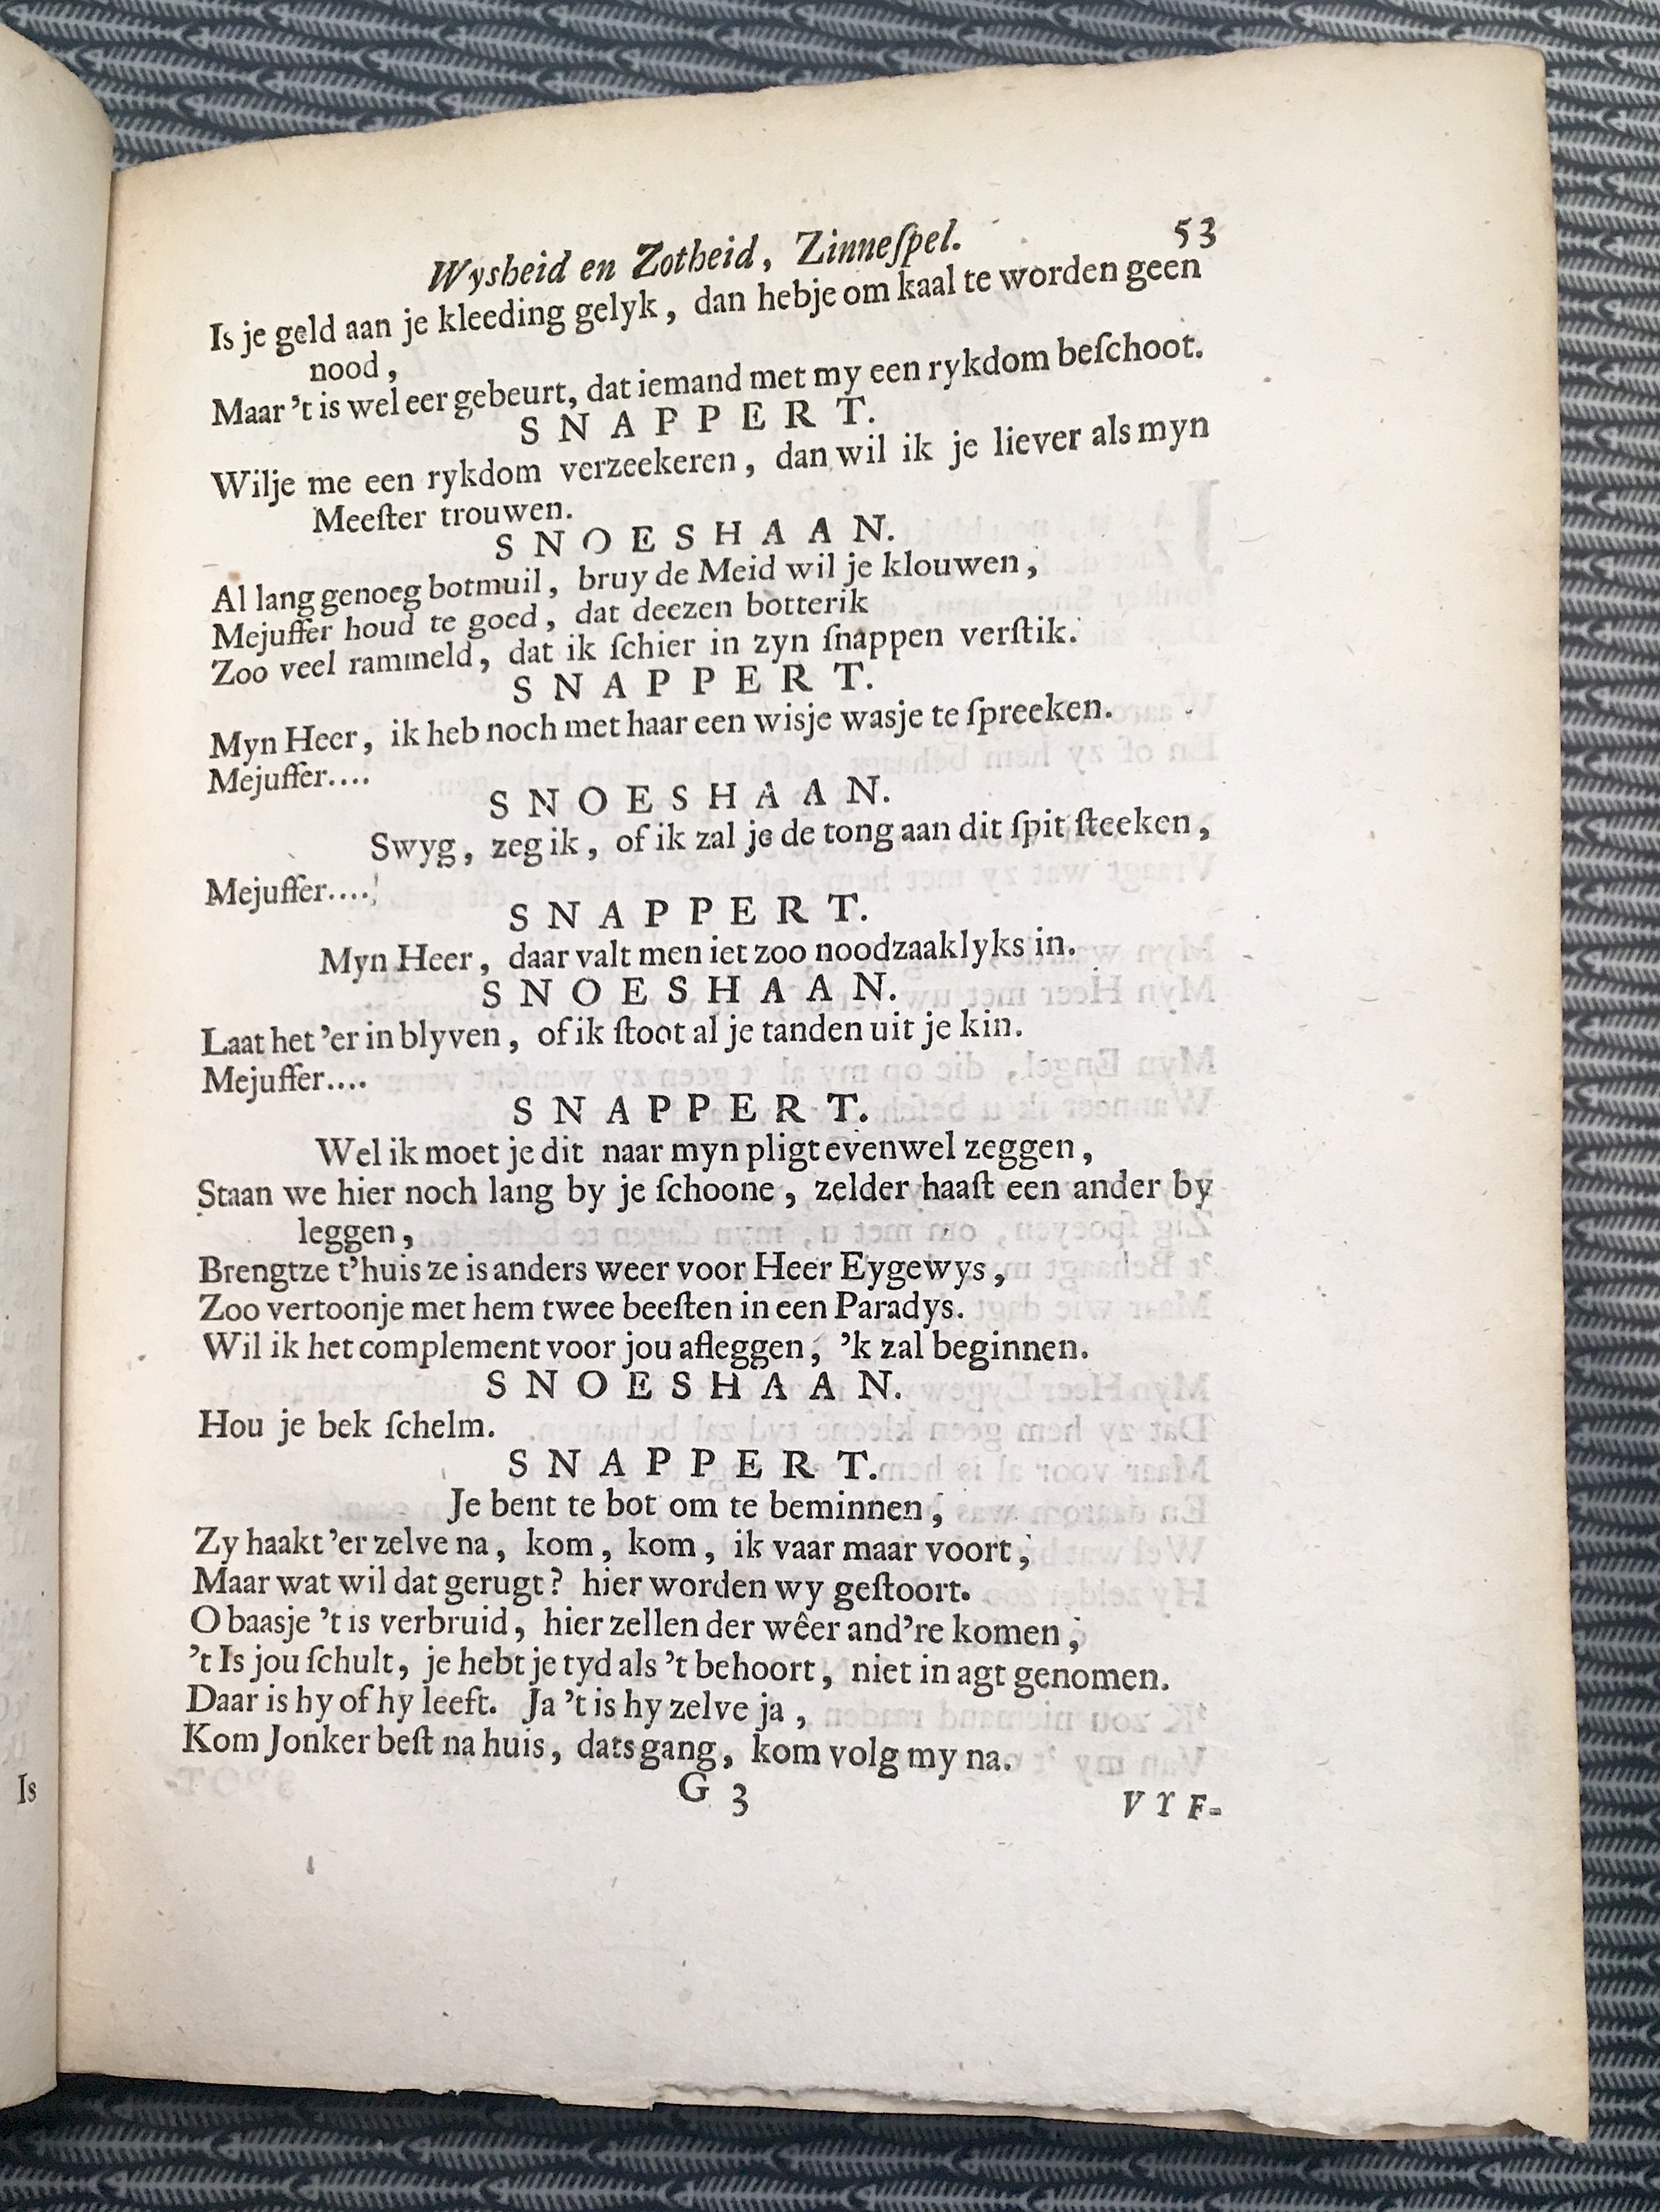 Wysheid en Zotheid, Zinneſpel. 53
Is je geld aan je kleeding gelyk, dan hebje om kaal te worden geen
nood,
Maar 't is wel eer gebeurt, dat iemand met my een rykdom beſchoot.
SNAPPERT.
Wilje me een rykdom verzeekeren, dan wil ik je liever als myn
Meeſter trouwen.
SNOESHAAN.
Al lang genoeg botmuil, bruy de Meid wil je klouwen,
Mejuffer houd te goed, dat deezen botterik
Zoo veel rammeld, dat ik ſchier in zyn ſnappen verſtik.
SNAPPERT.
Myn Heer, ik heb noch met haar een wisje wasje te ſpreeken.
Mejuffer....
SNOESHAAN.
Swyg, zeg ik, of ik zal je de tong aan dit ſpit ſteeken,
Mejuffer....
SNAPPERT.
Myn Heer, daar valt men iet zoo noodzaaklyks in.
SNOESHAAN.
Laat het 'er in blyven, of ik ſtoot al je tanden uit je kin.
Mejuffer....
SNAPPERT.
Wel ik moet je dit naar myn pligt evenwel zeggen,
Staan we hier noch lang by je ſchoone, zelder haaſt een ander by
leggen,
Brengtze t'huis ze is anders weer voor Heer Eygewys,
Zoo vertoonje met hem twee beeſten in een Paradys.
Wil ik het complement voor jou afleggen, 'k zal beginnen.
SNOESHAAN.
Hou je bek ſchelm.
SNAPPERT.
Je bent te bot om te beminnen,
Zy haakt 'er zelve na, kom, kom, ik vaar maar voort,
Maar wat wil dat gerugt? hier worden wy geſtoort.
O baasje 't is verbruid, hier zellen der wêer and're komen,
't Is jou ſchult, je hebt je tyd als 't behoort, niet in agt genomen.
Daar is hy of hy leeft. Ja 't is hy zelve ja,
Kom Jonker beſt na huis, dats gang, kom volg my na.
G 3 VYF-
Is